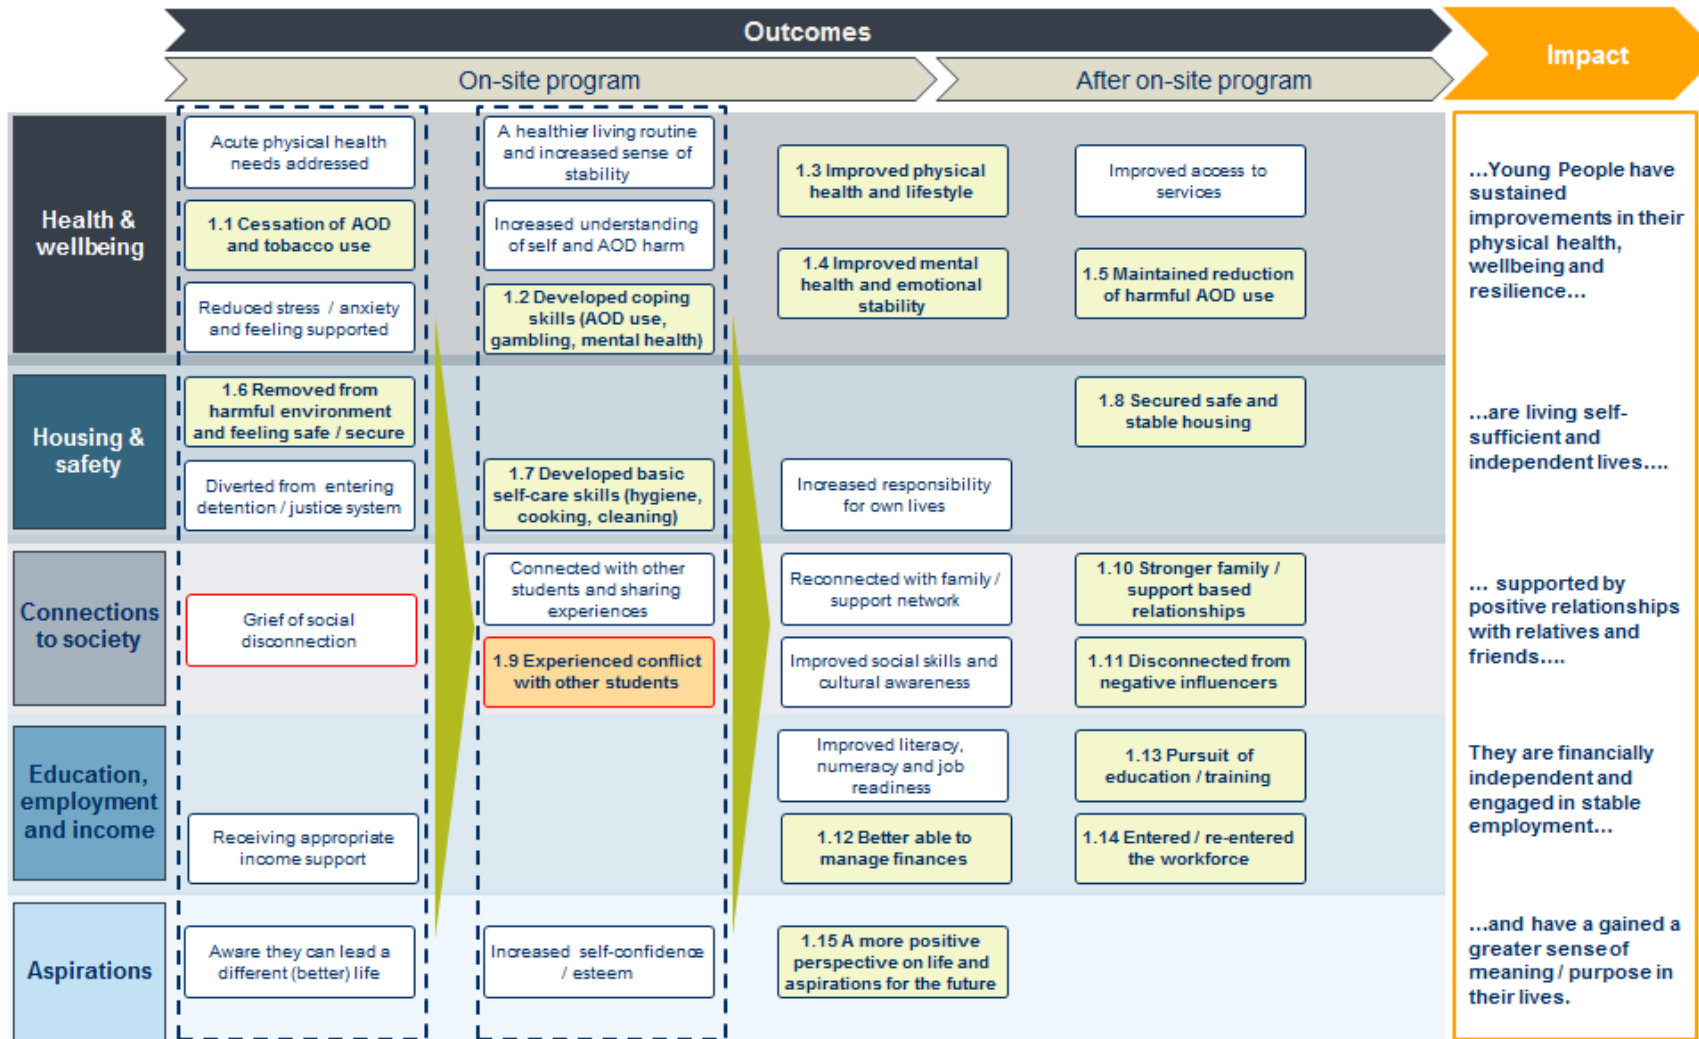 Outcomes
Impact
On-site program
After on-site program
Health &
wellbeing
Acute physical health
needs addressed
1.1 Cessation of AOD
and tobacco use
Reduced stress / anxiety
and feeling supported
A healthier living routine
and increased sense of
stability
Increased understanding
of self and AOD harm
1.2 Developed coping
skills (AOD use,
gambling, mental health)
1.3 Improved physical
health and lifestyle
1.4 Improved mental
health and emotional
stability
Improved access to
services
1.5 Maintained reduction
of harmful AOD use
...Young People have
sustained
improvements in their
physical health,
wellbeing and
resilience...
Housing &
safety
1.6 Removed from
harmful environment
and feeling safe / secure
Diverted from entering
detention / justice system
1.7 Developed basic
self-care skills (hygiene,
cooking, cleaning)
Increased responsibility
for own lives
1.8 Secured safe and
stable housing
...are living self-
sufficient and
independent lives....
Connections
to society
Grief of social
disconnection
Connected with other
students and sharing
experiences
1.9 Experienced conflict
with other students
Reconnected with family /
support network
Improved social skills and
cultural awareness
1.10 Stronger family /
support based
relationships
1.11 Disconnected from
negative influencers
... supported by
positive relationships
with relatives and
friends....
Education,
employment
and income
Receiving appropriate
income support
Improved literacy,
numeracy and job
readiness
1.12 Better able to
manage finances
1.13 Pursuit of
education / training
1.14 Entered / re-entered
the workforce
They are financially
independent and
engaged in stable
employment...
Aspirations
Aware they can lead a
different (better) life
Increased self-confidence
/ esteem
1.15 A more positive
perspective on life and
aspirations for the future
...and have a gained a
greater sense of
meaning / purpose in
their lives.